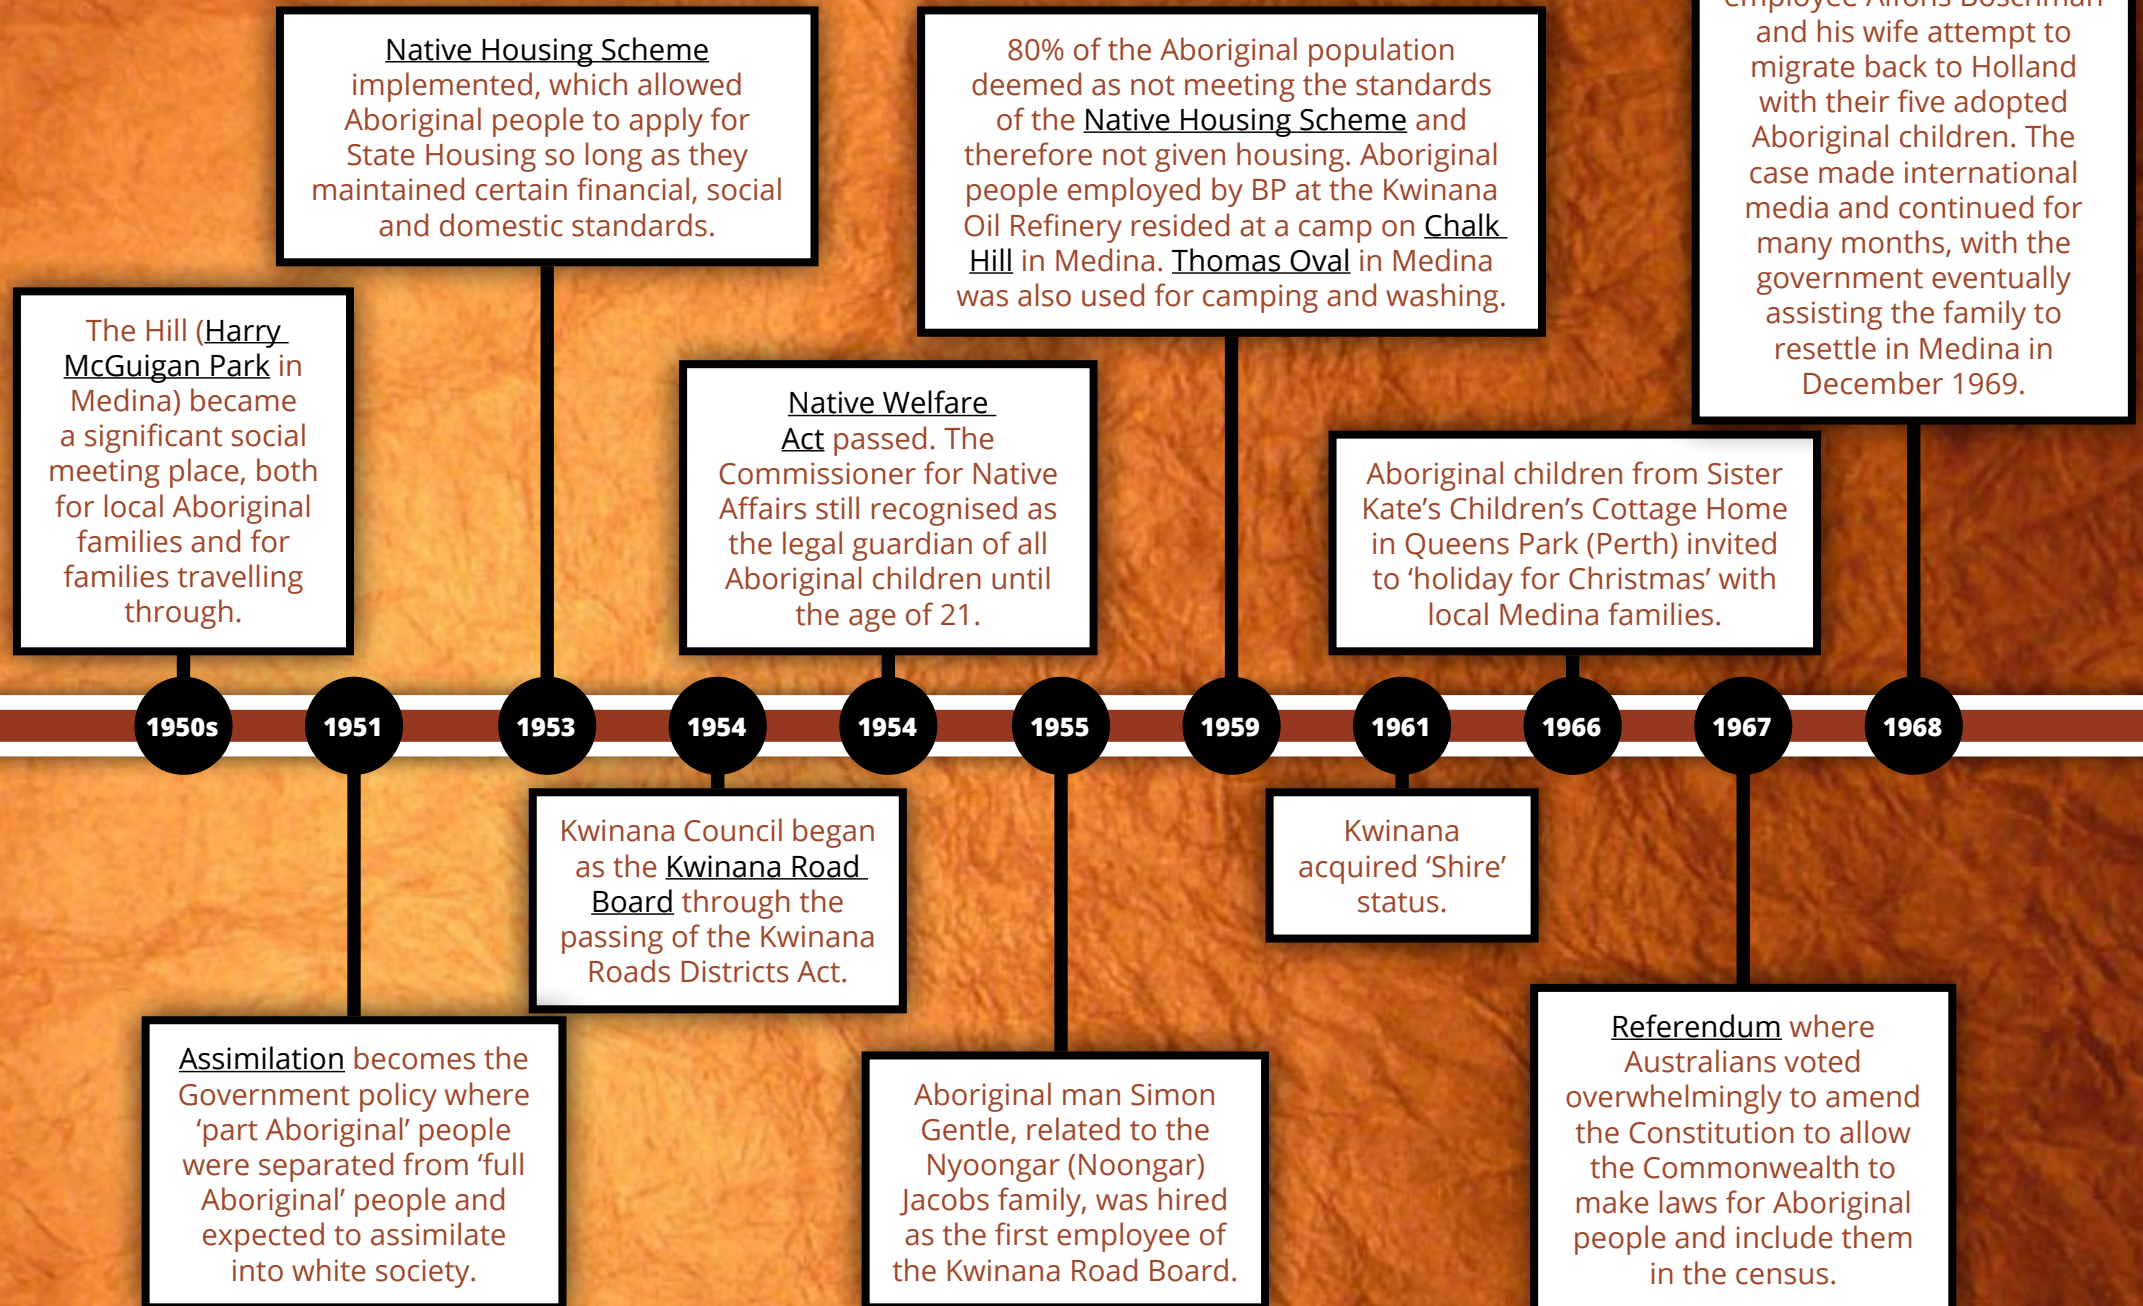 Native Housing Scheme
implemented, which allowed
Aboriginal people to apply for
State Housing so long as they
maintained certain financial, social
and domestic standards.
80% of the Aboriginal population
deemed as not meeting the standards
of the Native Housing Scheme and
therefore not given housing. Aboriginal
people employed by BP at the Kwinana
Oil Refinery resided at a camp on Chalk
Hill in Medina. Thomas Oval in Medina
was also used for camping and washing.
employee Alfons Boschman
and his wife attempt to
migrate back to Holland
with their five adopted
Aboriginal children. The
case made international
media and continued for
many months, with the
government eventually
assisting the family to
resettle in Medina in
December 1969.
The Hill (Harry
McGuigan Park in
Medina) became
a significant social
meeting place, both
for local Aboriginal
families and for
families travelling
through.
Native Welfare
Act passed. The
Commissioner for Native
Affairs still recognised as
the legal guardian of all
Aboriginal children until
the age of 21.
Aboriginal children from Sister
Kate’s Children’s Cottage Home
in Queens Park (Perth) invited
to ‘holiday for Christmas’ with
local Medina families.
1950s
1951
1953
1954
1954
1955
1959
1961
1966
1967
1968
Kwinana Council began
as the Kwinana Road
Board through the
passing of the Kwinana
Roads Districts Act.
Kwinana
acquired ‘Shire’
status.
Assimilation becomes the
Government policy where
‘part Aboriginal’ people
were separated from ‘full
Aboriginal’ people and
expected to assimilate
into white society.
Aboriginal man Simon
Gentle, related to the
Nyoongar (Noongar)
Jacobs family, was hired
as the first employee of
the Kwinana Road Board.
Referendum where
Australians voted
overwhelmingly to amend
the Constitution to allow
the Commonwealth to
make laws for Aboriginal
people and include them
in the census.